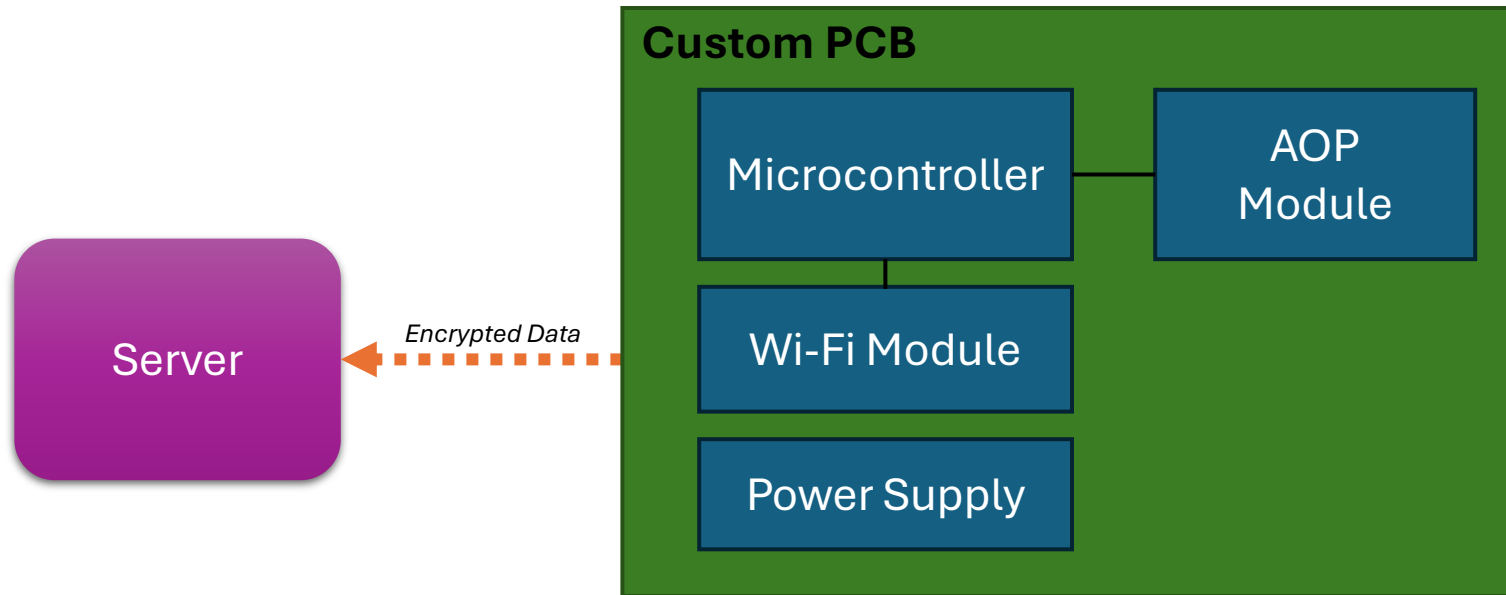 Custom PCB
Microcontroller
AOP
Module
Encrypted Data
Server
Wi-Fi Module
Power Supply